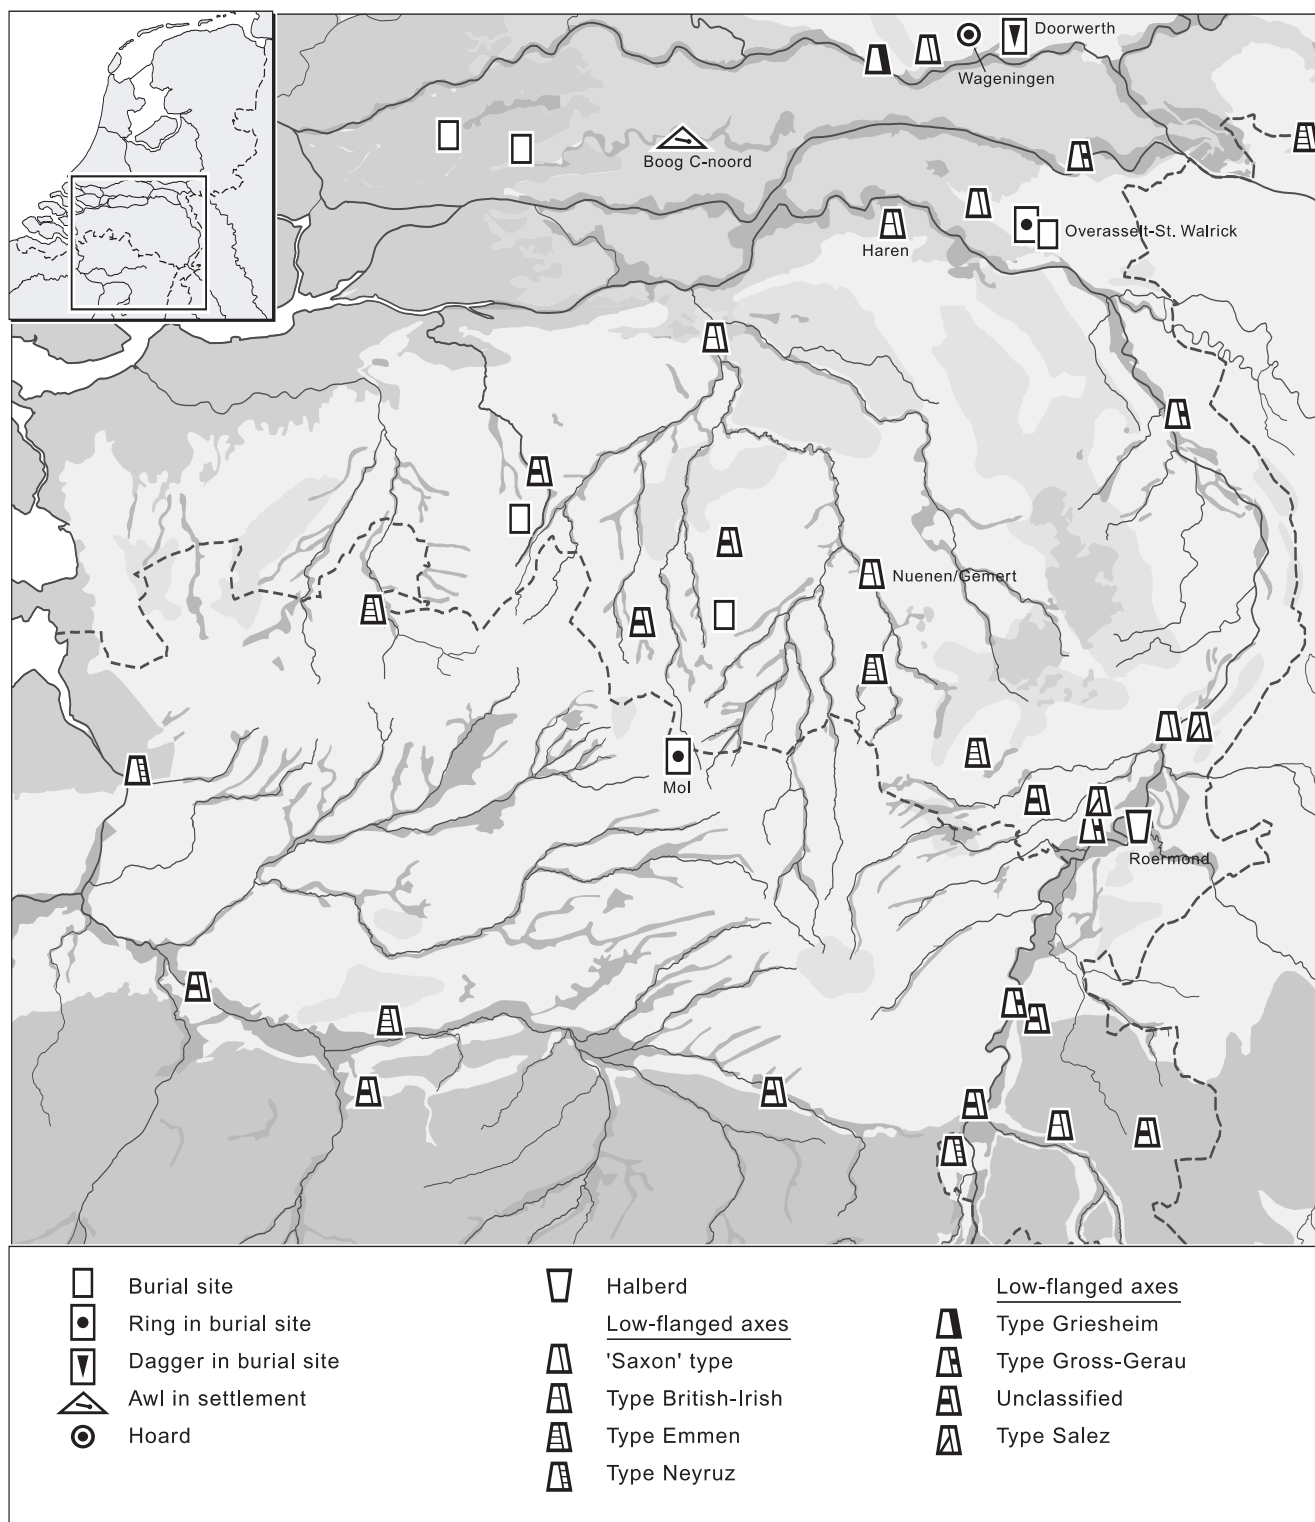 Doorwerth
Wageningen
Boog C-noord
Overasselt-St. Walrick
Haren
Nuenen/Gemert
Mol
Roermond
Burial site
Ring in burial site
Dagger in burial site
Awl in settlement
Hoard
Halberd
Low-flanged axes
'Saxon' type
Type British-Irish
Type Emmen
Type Neyruz
Low-flanged axes
Type Griesheim
Type Gross-Gerau
Unclassified
Type Salez